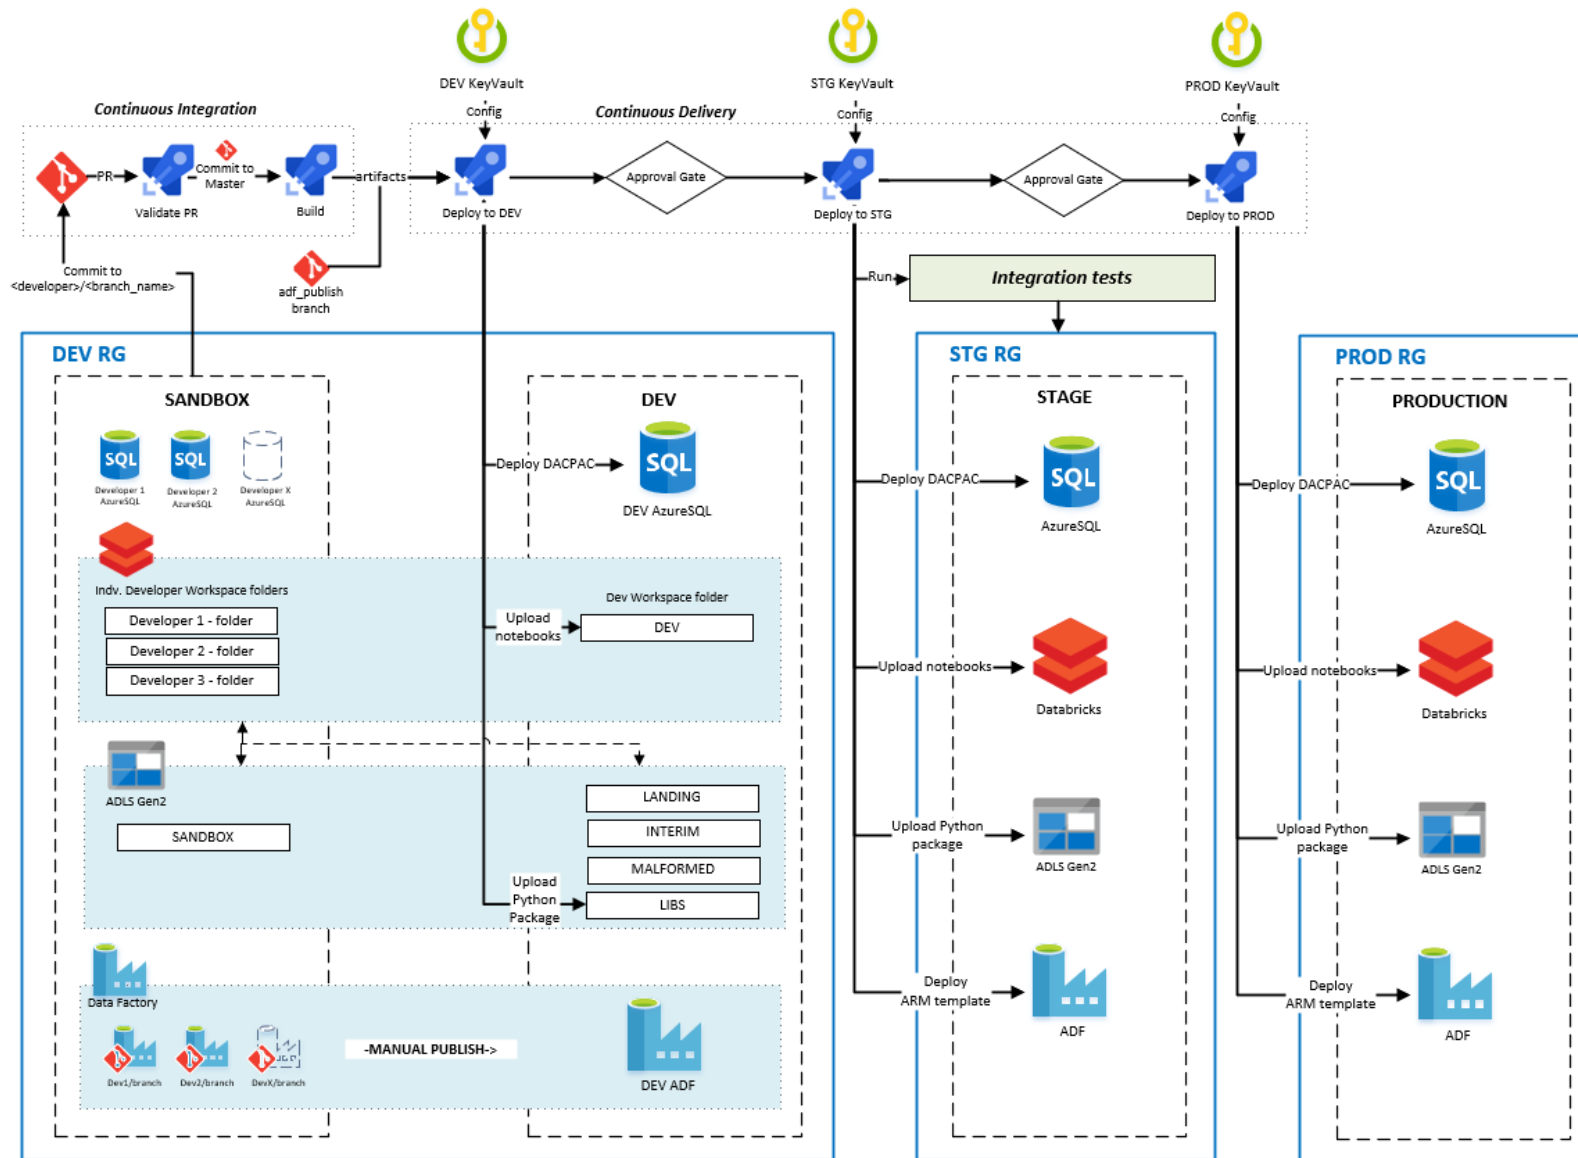 DEV KeyVault
STG KeyVault
PROD KeyVault
Continuous Integration
Config
Continuous Delivery
Config
Config
PR
Validate PR
Commit to
Master
Build
artifacts
Deploy to DEV
Approval Gate
Deploy to STG
Approval Gate
Deploy to PROD
Commit to
<developer>/<branch_name>
adf_publish
branch
Run
Integration tests
DEV RG
SANDBOX
SQL
Developer 1
AzureSQL
SQL
Developer 2
AzureSQL
Developer X
AzureSQL
DEV
Deploy DACPAC
SQL
DEV AzureSQL
Indv. Developer Workspace folders
Developer 1 - folder
Developer 2 - folder
Developer 3 - folder
Upload
notebooks
Dev Workspace folder
DEV
ADLS Gen2
SANDBOX
LANDING
INTERIM
MALFORMED
LIBS
Upload
Python
Package
Data Factory
Dev1/branch
Dev2/branch
DevX/branch
-MANUAL PUBLISH->
DEV ADF
STG RG
STAGE
Deploy DACPAC
SQL
AzureSQL
Upload notebooks
Databricks
Upload Python
package
ADLS Gen2
Deploy
ARM template
ADF
PROD RG
PRODUCTION
Deploy DACPAC
SQL
AzureSQL
Upload notebooks
Databricks
Upload Python
package
ADLS Gen2
Deploy
ARM template
ADF